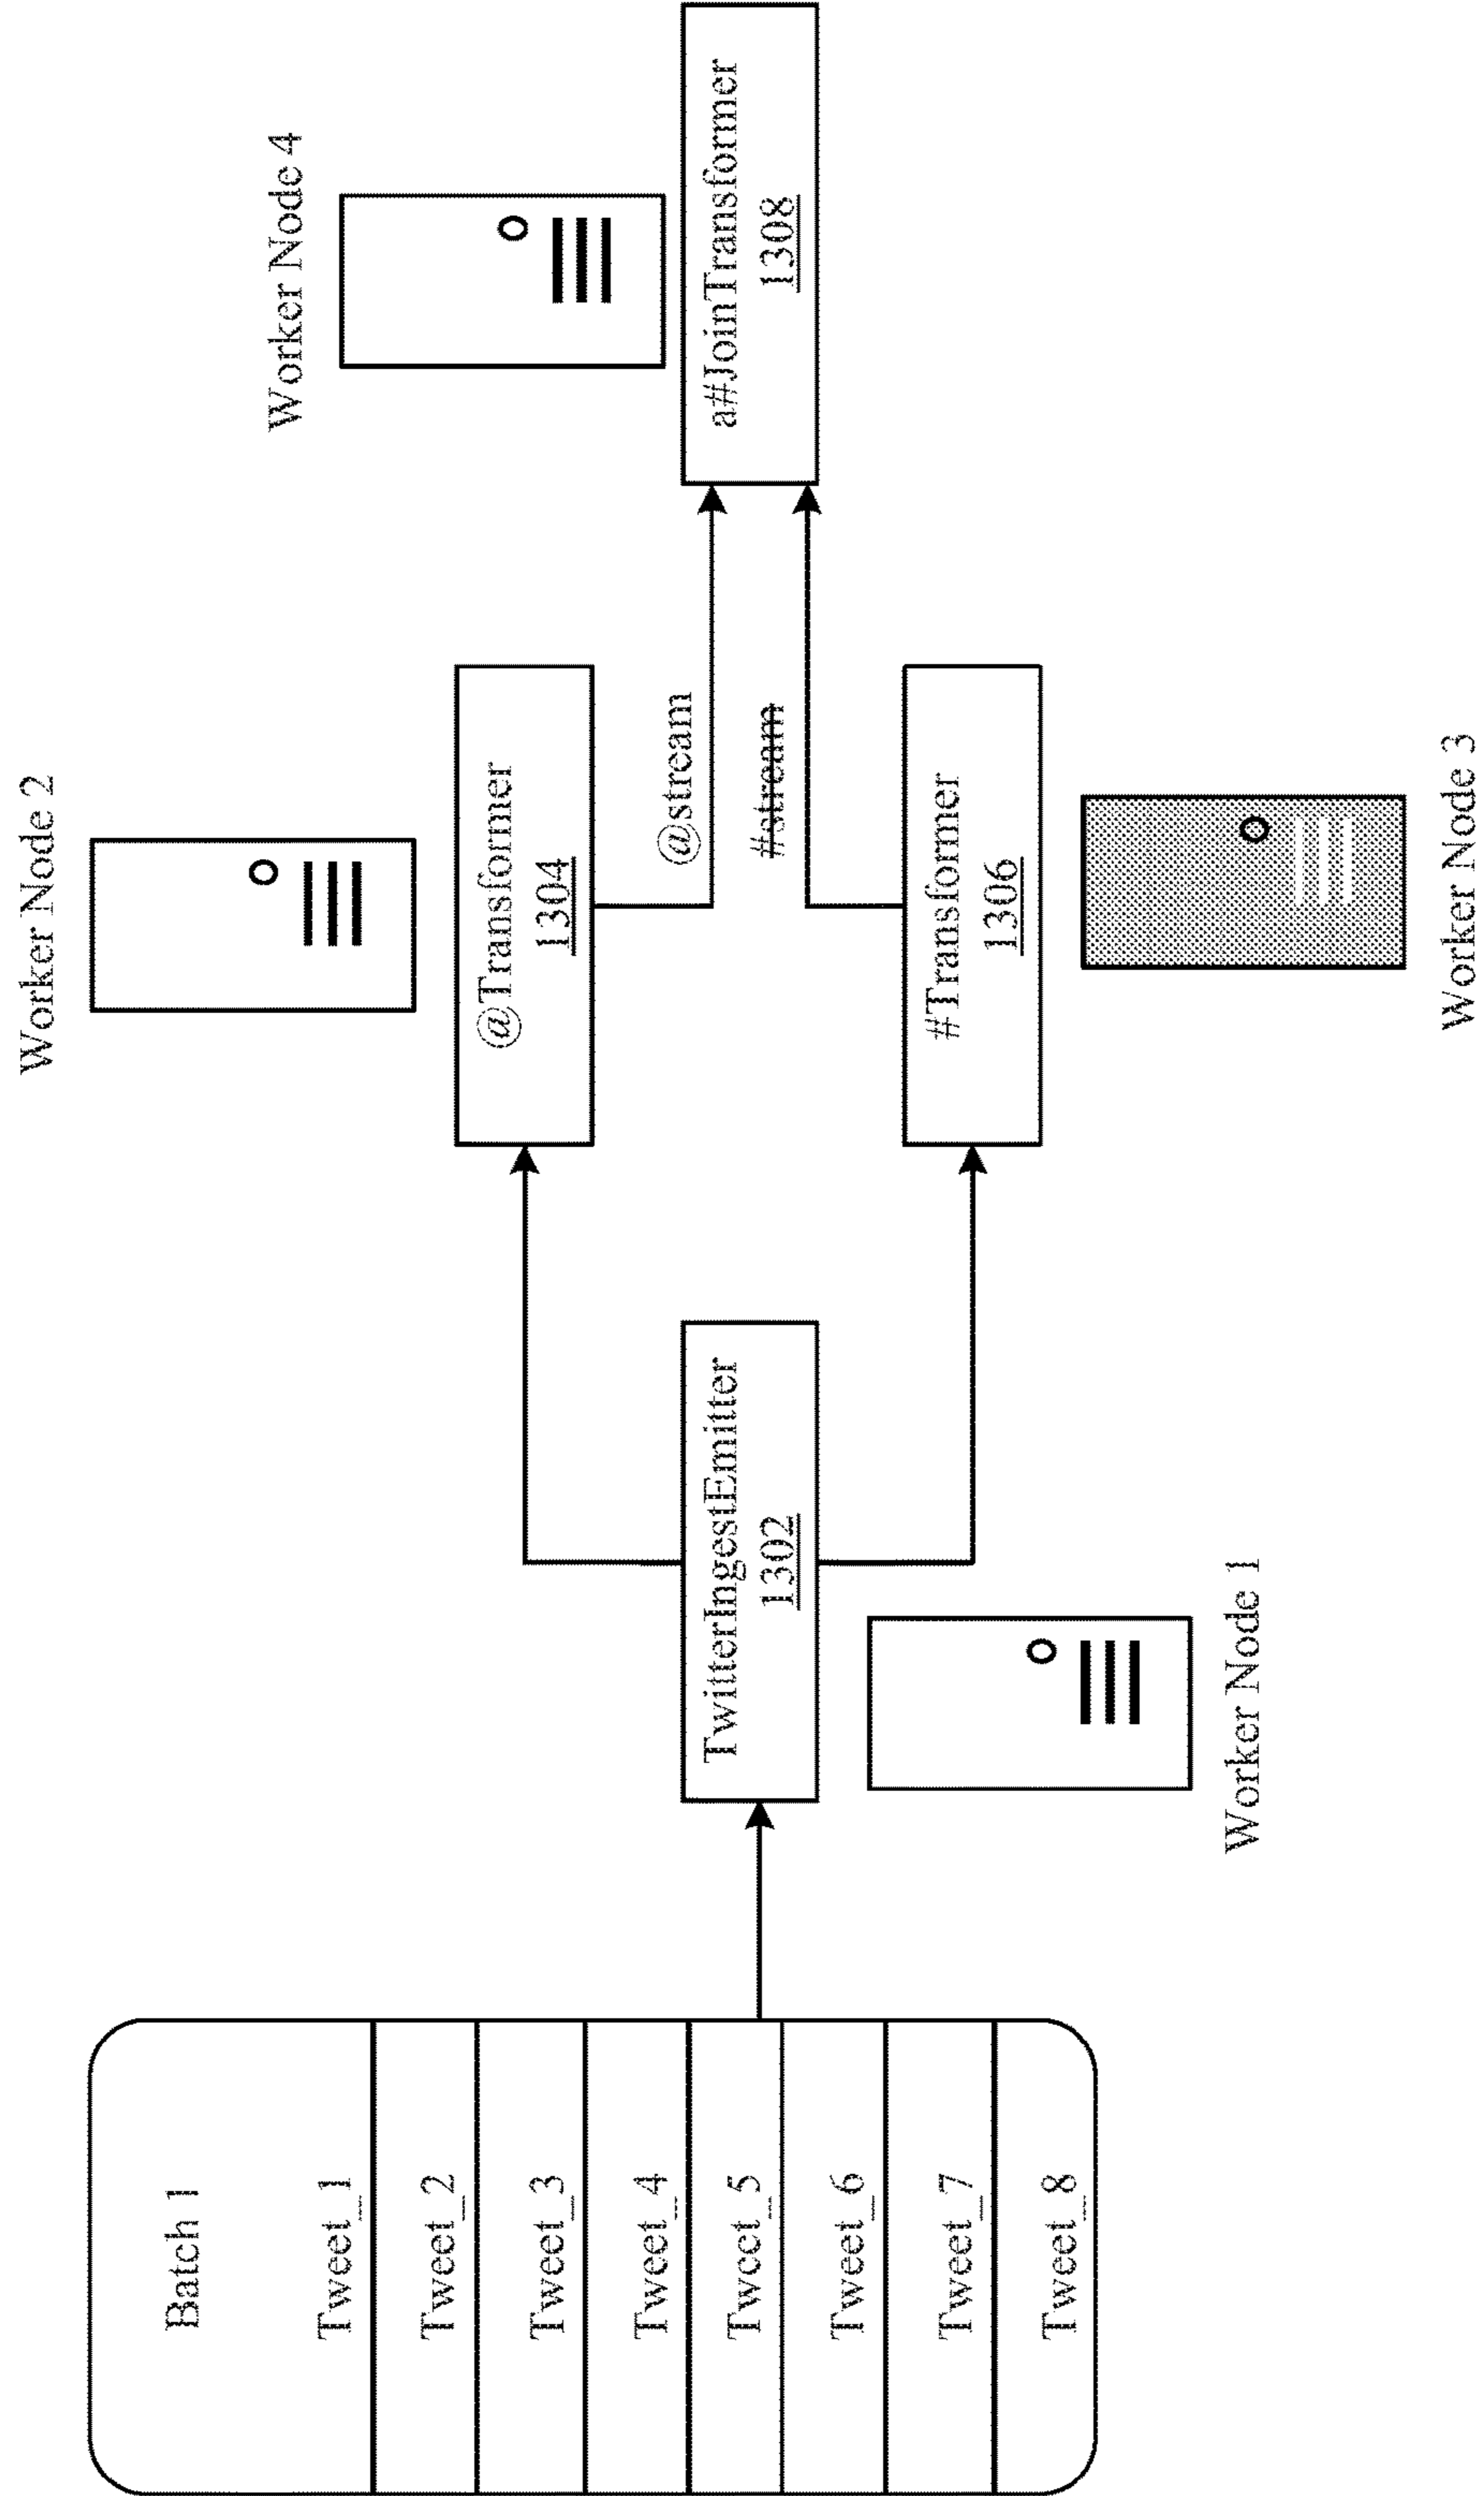 Batch 1
Tweet_1
Tweet_2
Tweet_3
Tweet_4
Tweet_5
Tweet_6
Tweet_7
Tweet_8
TwitterIngestEmitter
1302
Worker Node 1
Worker Node 2
@Transformer
1304
@stream
#stream
#Transformer
1306
Worker Node 3
Worker Node 4
a#JoinTransformer
1308